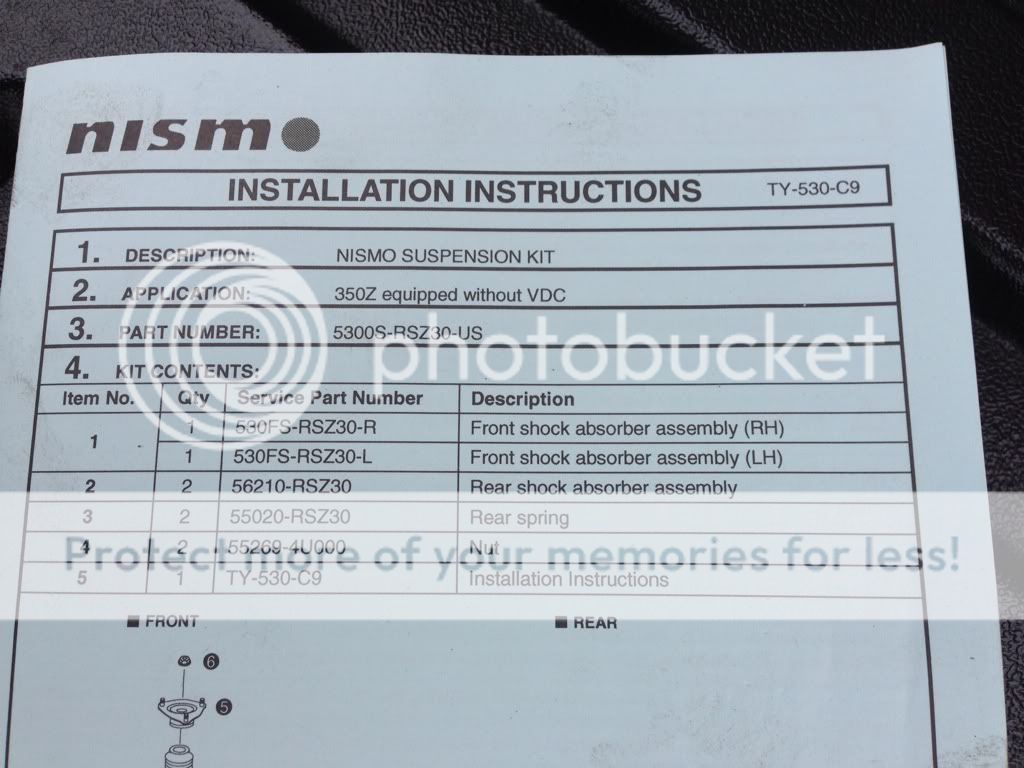 nismo
INSTALLATION INSTRUCTIONS TY-530-C9
1. DESCRIPTION: NISMO SUSPENSION KIT
2. APPLICATION: 350Z equipped without VDC
3. PART NUMBER: 5300S-RSZ30-US
4. KIT CONTENTS:
photobucket
Item No. Qty Service Part Number Description
1 1 530FS-RSZ30-R Front shock absorber assembly (RH)
1 530FS-RSZ30-L Front shock absorber assembly (LH)
2 2 56210-RSZ30 Rear shock absorber assembly
3 2 55020-RSZ30 Rear spring
4 2 55269-4U000 Nut
Protect more of your memories for less!
5 1 TY-530-C9 Installation Instructions
■ FRONT ■ REAR
6
5